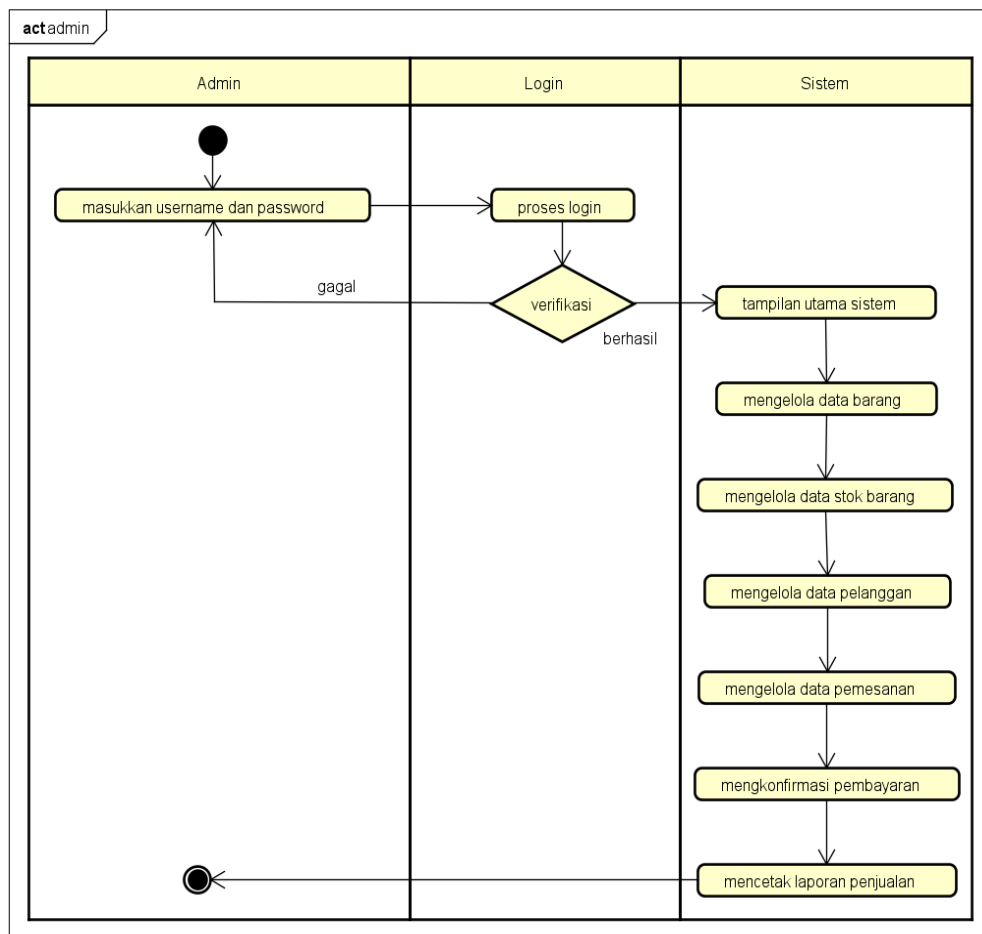 act admin
Admin
Login
Sistem
masukkan username dan password
proses login
gagal
verifikasi
tampilan utama sistem
berhasil
mengelola data barang
mengelola data stok barang
mengelola data pelanggan
mengelola data pemesanan
mengkonfirmasi pembayaran
mencetak laporan penjualan